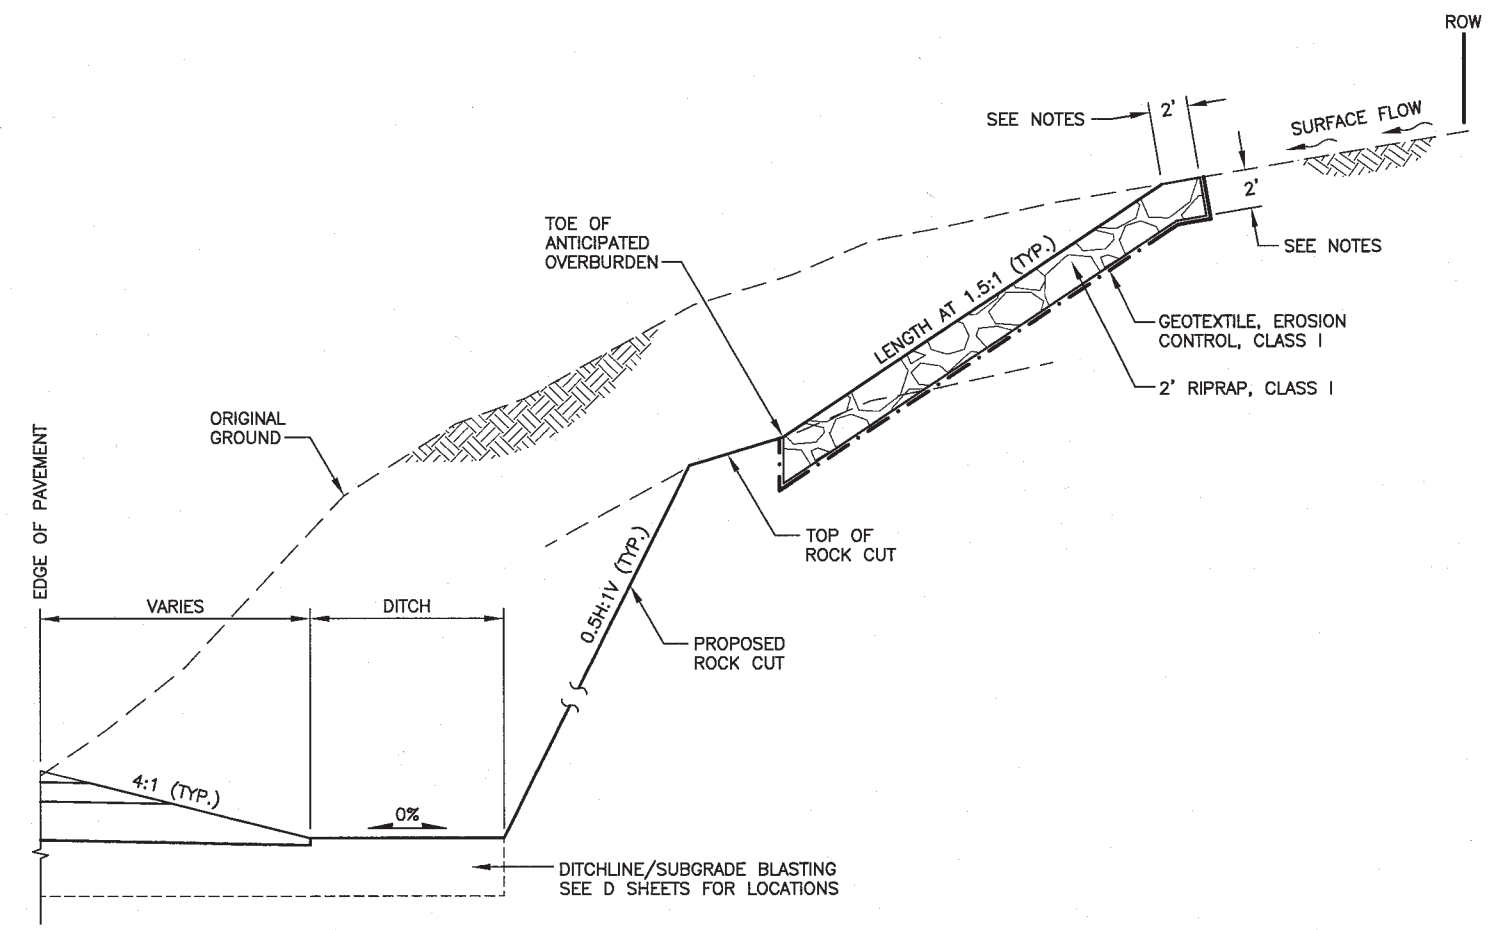 ROW
2'
SEE NOTES
SURFACE FLOW
2'
SEE NOTES
TOE OF
ANTICIPATED
OVERBURDEN
LENGTH AT 1.5:1 (TYP.)
GEOTEXTILE, EROSION
CONTROL, CLASS I
2' RIPRAP, CLASS I
ORIGINAL
GROUND
EDGE OF PAVEMENT
TOP OF
ROCK CUT
0.5H:1V (TYP.)
VARIES
DITCH
PROPOSED
ROCK CUT
4:1 (TYP.)
0%
DITCHLINE/SUBGRADE BLASTING
SEE D SHEETS FOR LOCATIONS